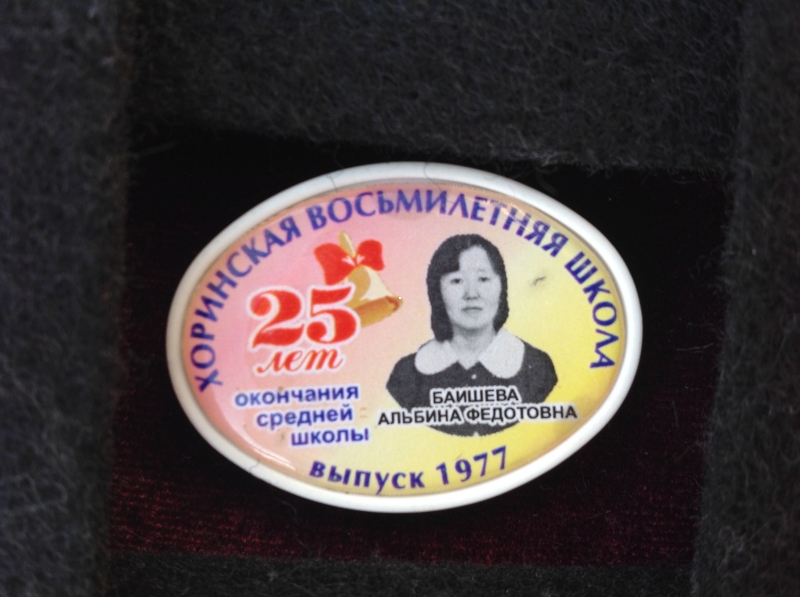 ХОРИНСКАЯ ВОСЬМИЛЕТНЯЯ ШКОЛА
25
лет
окончания
средней
школы
БАИШЕВА
АЛЬБИНА ФЕДОТОВНА
выпуск 1977